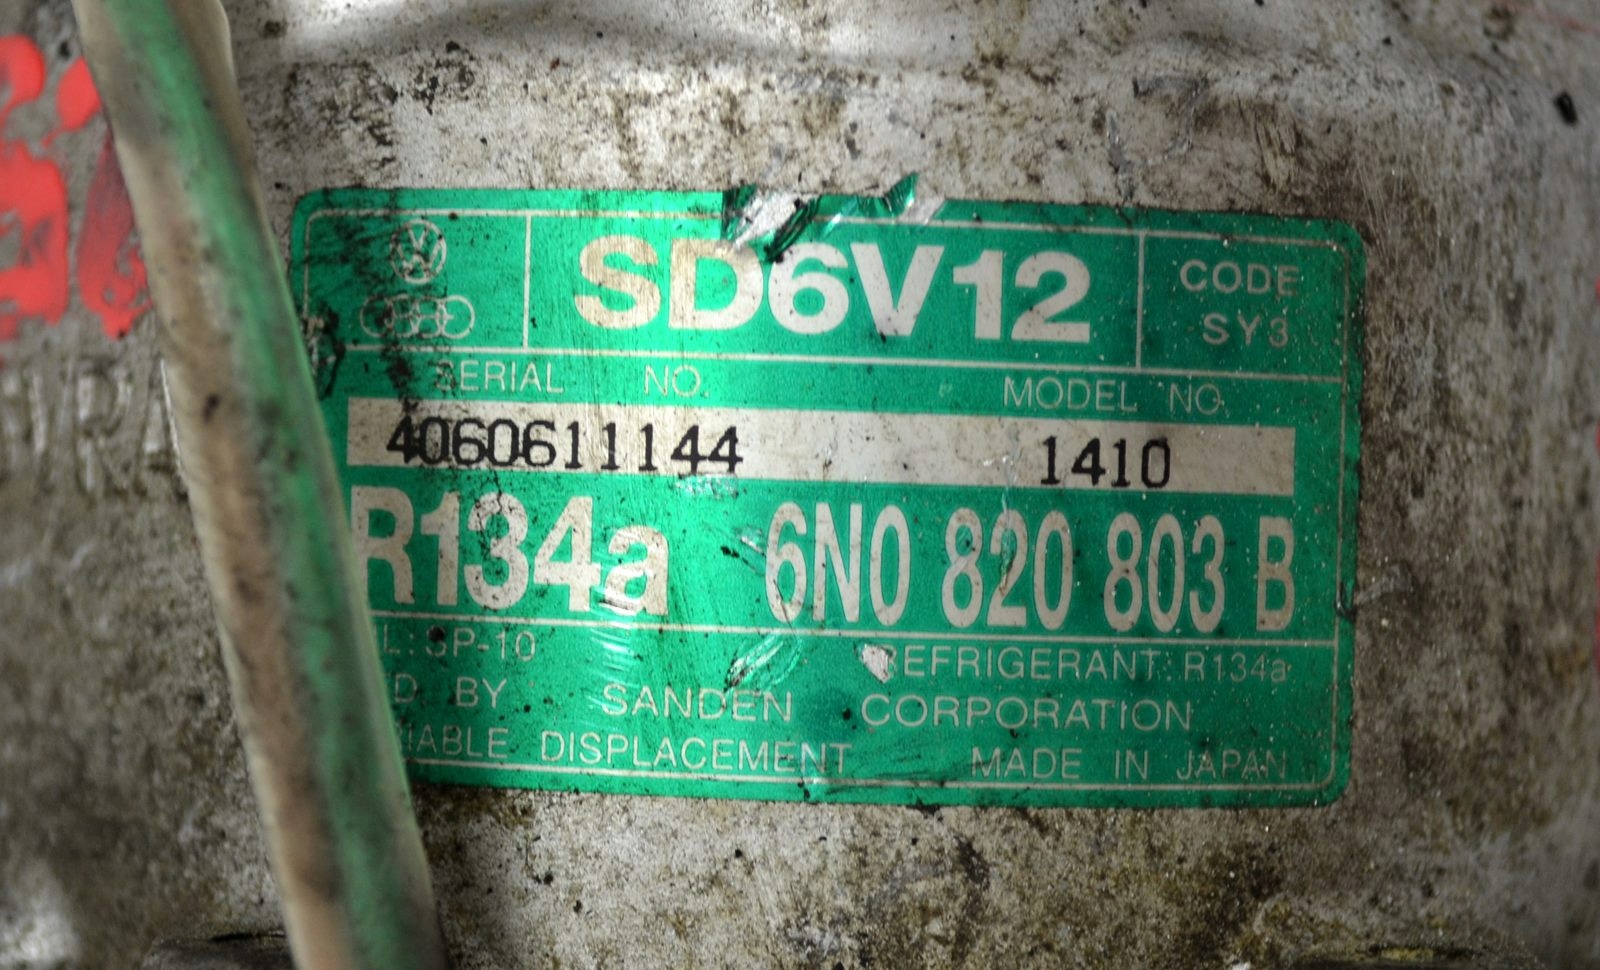 SD6V12
CODE
SY3
SERIAL NO.
MODEL NO.
4060611144
1410
R134a 6N0 820 803 B
L: SP-10
REFRIGERANT: R134a
D BY SANDEN CORPORATION
IABLE DISPLACEMENT MADE IN JAPAN